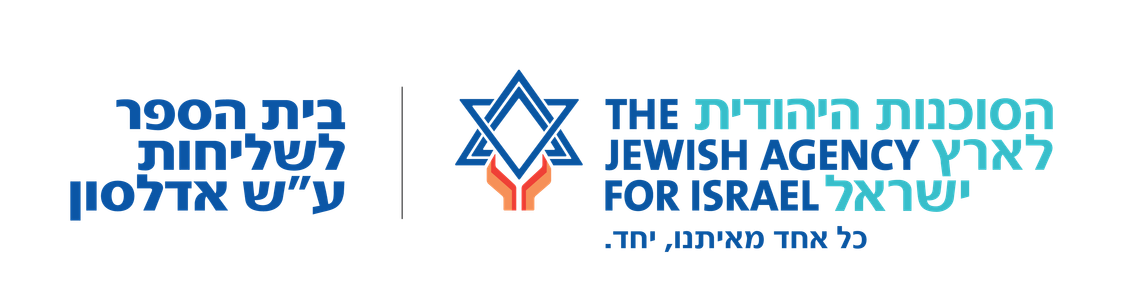 בית הספר
לשליחות
ע"ש אדלסון
THE הסוכנות היהודית
JEWISH AGENCY לארץ
FOR ISRAEL ישראל
כל אחד מאיתנו, יחד.